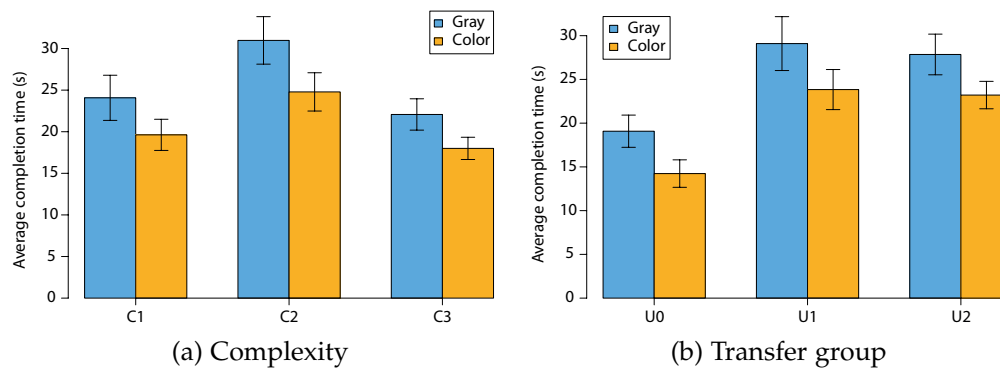 Average completion time (s)
30
25
20
15
10
5
0
Gray
Color
C1 C2 C3
(a) Complexity
Average completion time (s)
30
25
20
15
10
5
0
Gray
Color
U0 U1 U2
(b) Transfer group